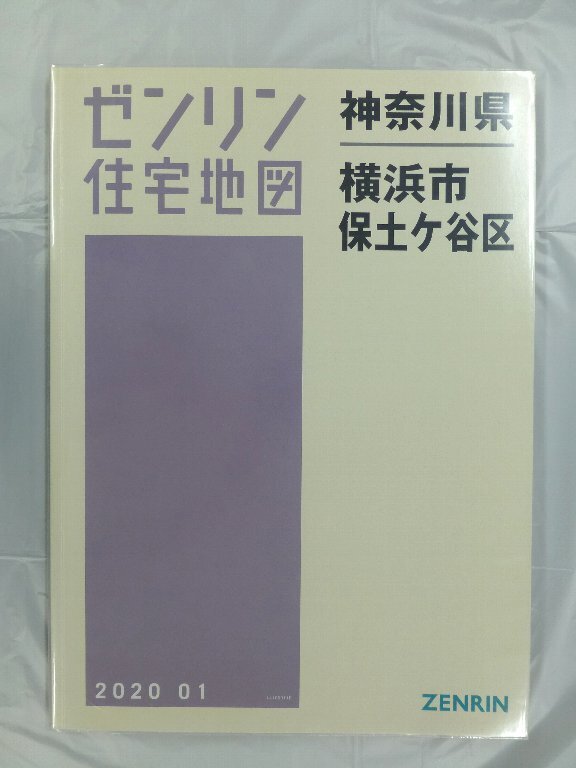 ゼンリン
住宅地図
神奈川県
横浜市
保土ケ谷区
2020 01
ZENRIN